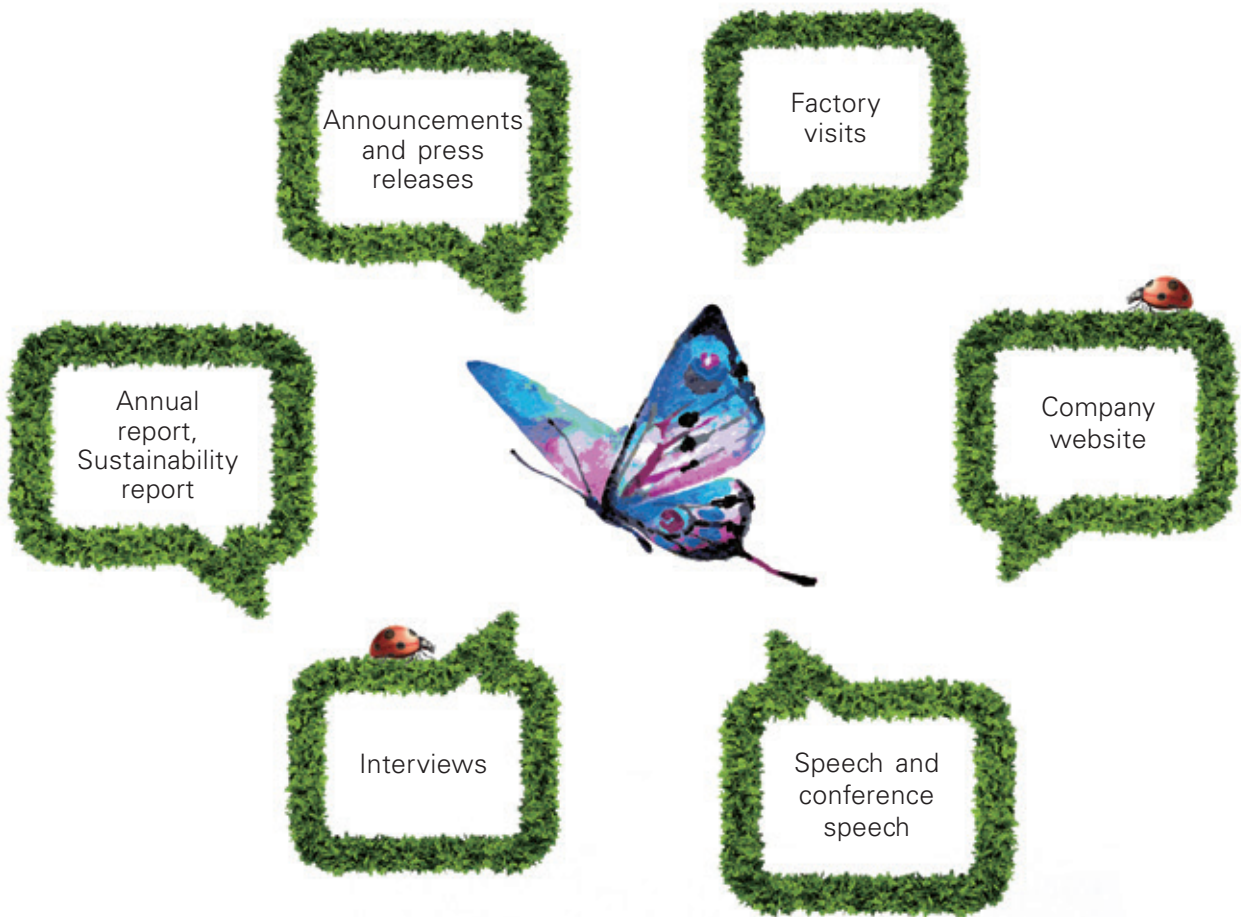 Announcements
and press
releases
Factory
visits
Annual
report,
Sustainability
report
Company
website
Interviews
Speech and
conference
speech